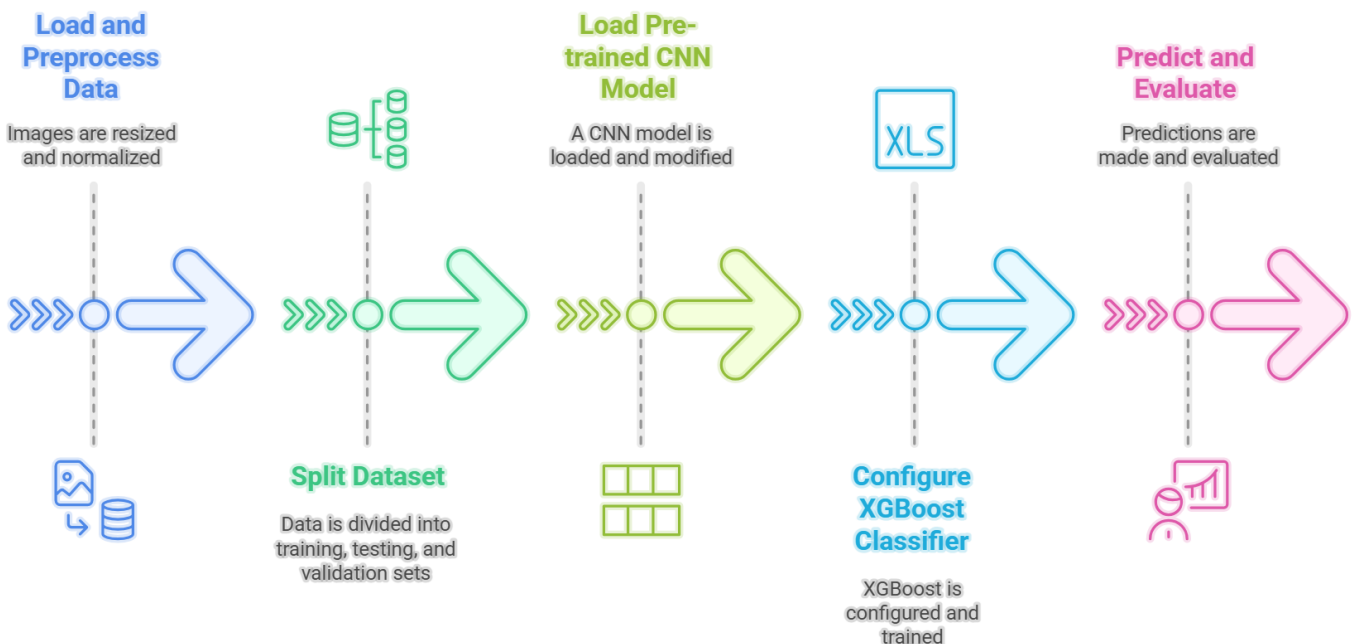 Load and
Preprocess
Data
Images are resized
and normalized
Split Dataset
Data is divided into
training, testing, and
validation sets
Load Pre-
trained CNN
Model
A CNN model is
loaded and modified
XLS
Configure
XGBoost
Classifier
XGBoost is
configured and
trained
Predict and
Evaluate
Predictions are
made and evaluated